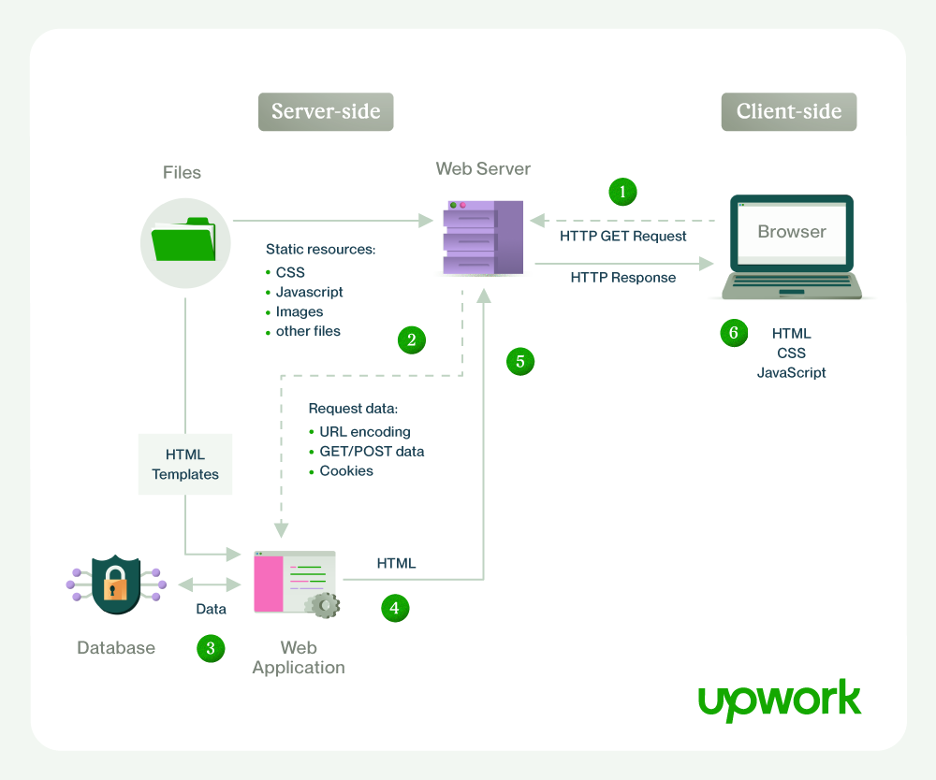 Server-side
Client-side
Files
Web Server
1
HTTP GET Request
Browser
Static resources:
• CSS
• Javascript
• Images
• other files
HTTP Response
2
5
6
HTML
CSS
JavaScript
Request data:
• URL encoding
• GET/POST data
• Cookies
HTML
Templates
HTML
4
Data
3
Database
Web
Application
upwork